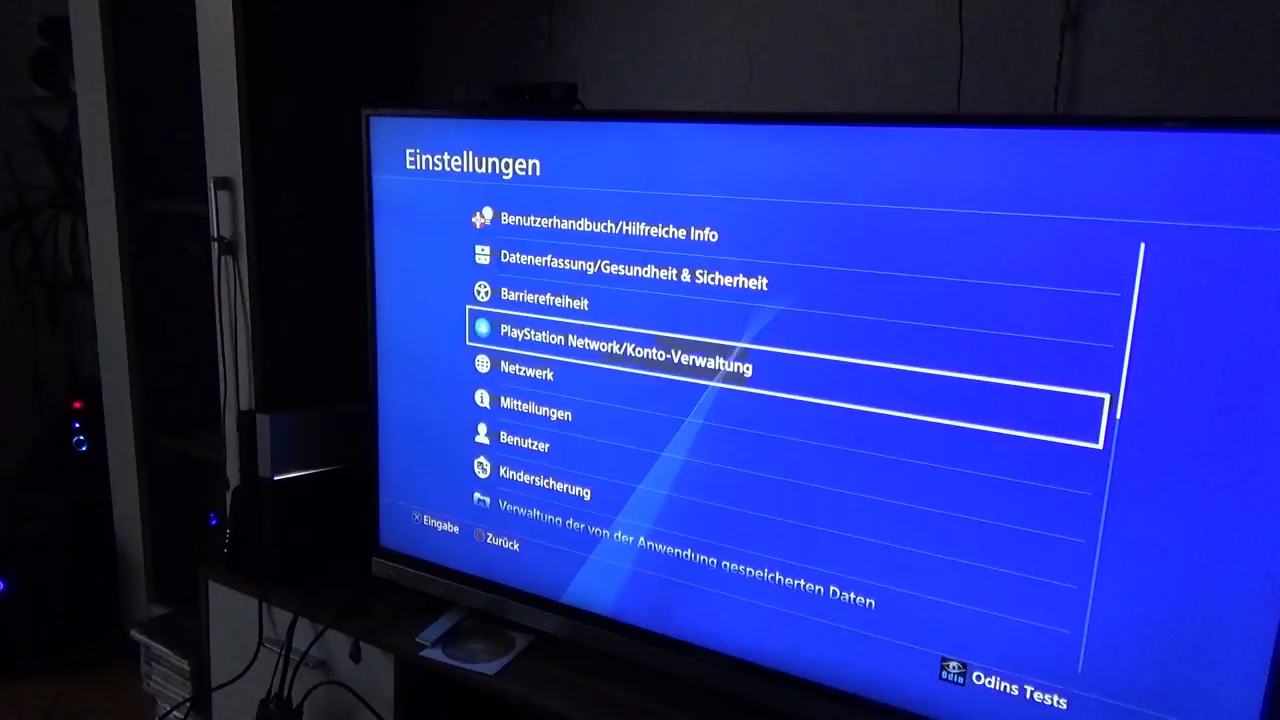 Einstellungen
Benutzerhandbuch/Hilfreiche Info
Datenerfassung/Gesundheit & Sicherheit
Barrierefreiheit
PlayStation Network/Konto-Verwaltung
Netzwerk
Mitteilungen
Benutzer
Kindersicherung
Verwaltung der von der Anwendung gespeicherten Daten
Eingabe
Zurück
Odin
Odins Tests